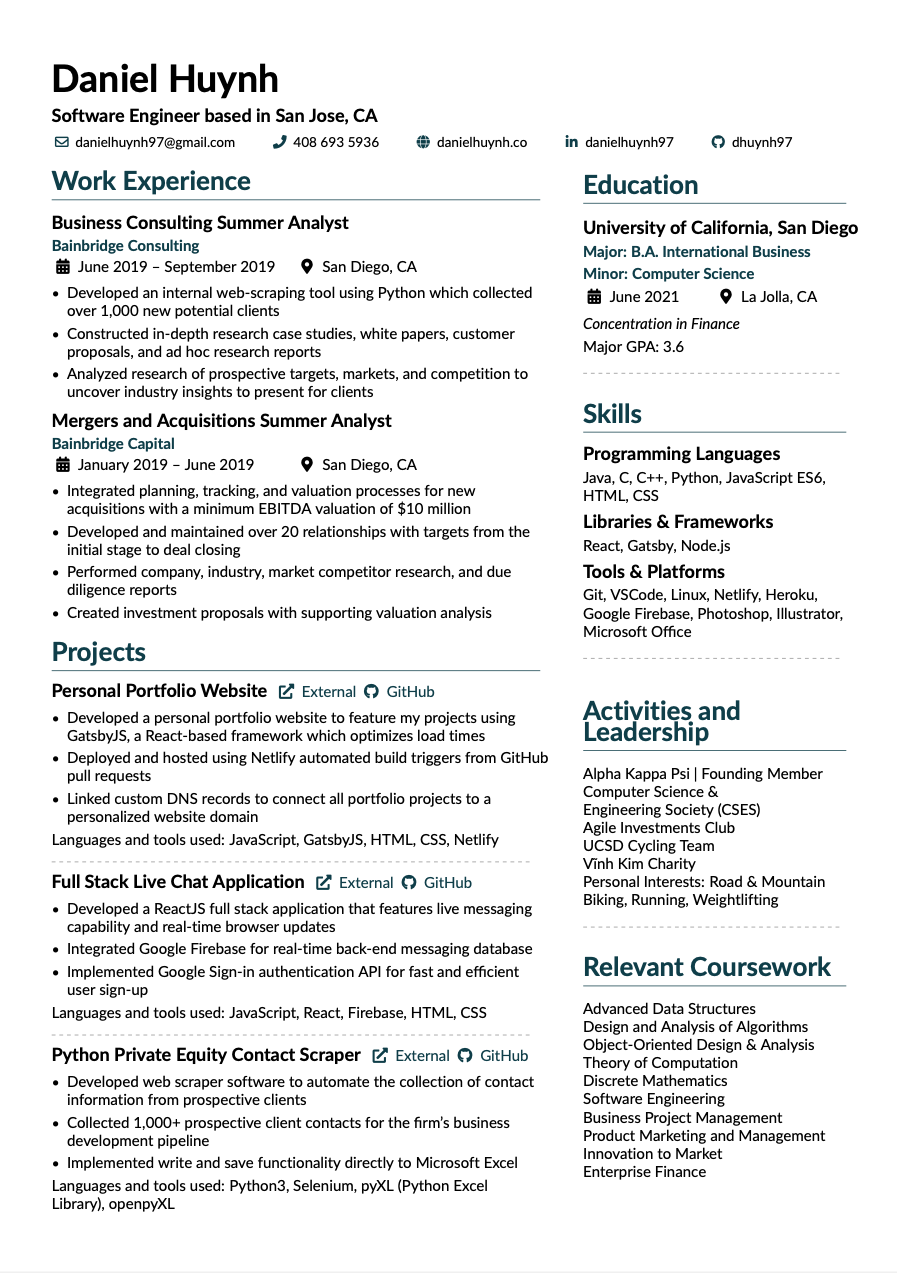 Daniel Huynh
Software Engineer based in San Jose, CA
danielhuynh97@gmail.com 408 693 5936 danielhuynh.co danielhuynh97 dhuynh97
Work Experience
Business Consulting Summer Analyst
Bainbridge Consulting
June 2019 – September 2019 San Diego, CA
• Developed an internal web-scraping tool using Python which collected
over 1,000 new potential clients
• Constructed in-depth research case studies, white papers, customer
proposals, and ad hoc research reports
• Analyzed research of prospective targets, markets, and competition to
uncover industry insights to present for clients
Mergers and Acquisitions Summer Analyst
Bainbridge Capital
January 2019 – June 2019 San Diego, CA
• Integrated planning, tracking, and valuation processes for new
acquisitions with a minimum EBITDA valuation of $10 million
• Developed and maintained over 20 relationships with targets from the
initial stage to deal closing
• Performed company, industry, market competitor research, and due
diligence reports
• Created investment proposals with supporting valuation analysis
Projects
Personal Portfolio Website External GitHub
• Developed a personal portfolio website to feature my projects using
GatsbyJS, a React-based framework which optimizes load times
• Deployed and hosted using Netlify automated build triggers from GitHub
pull requests
• Linked custom DNS records to connect all portfolio projects to a
personalized website domain
Languages and tools used: JavaScript, GatsbyJS, HTML, CSS, Netlify
Full Stack Live Chat Application External GitHub
• Developed a ReactJS full stack application that features live messaging
capability and real-time browser updates
• Integrated Google Firebase for real-time back-end messaging database
• Implemented Google Sign-in authentication API for fast and efficient
user sign-up
Languages and tools used: JavaScript, React, Firebase, HTML, CSS
Python Private Equity Contact Scraper External GitHub
• Developed web scraper software to automate the collection of contact
information from prospective clients
• Collected 1,000+ prospective client contacts for the firm's business
development pipeline
• Implemented write and save functionality directly to Microsoft Excel
Languages and tools used: Python3, Selenium, pyXL (Python Excel
Library), openpyXL
Education
University of California, San Diego
Major: B.A. International Business
Minor: Computer Science
June 2021 La Jolla, CA
Concentration in Finance
Major GPA: 3.6
Skills
Programming Languages
Java, C, C++, Python, JavaScript ES6,
HTML, CSS
Libraries & Frameworks
React, Gatsby, Node.js
Tools & Platforms
Git, VSCode, Linux, Netlify, Heroku,
Google Firebase, Photoshop, Illustrator,
Microsoft Office
Activities and
Leadership
Alpha Kappa Psi | Founding Member
Computer Science &
Engineering Society (CSES)
Agile Investments Club
UCSD Cycling Team
Vĩnh Kim Charity
Personal Interests: Road & Mountain
Biking, Running, Weightlifting
Relevant Coursework
Advanced Data Structures
Design and Analysis of Algorithms
Object-Oriented Design & Analysis
Theory of Computation
Discrete Mathematics
Software Engineering
Business Project Management
Product Marketing and Management
Innovation to Market
Enterprise Finance